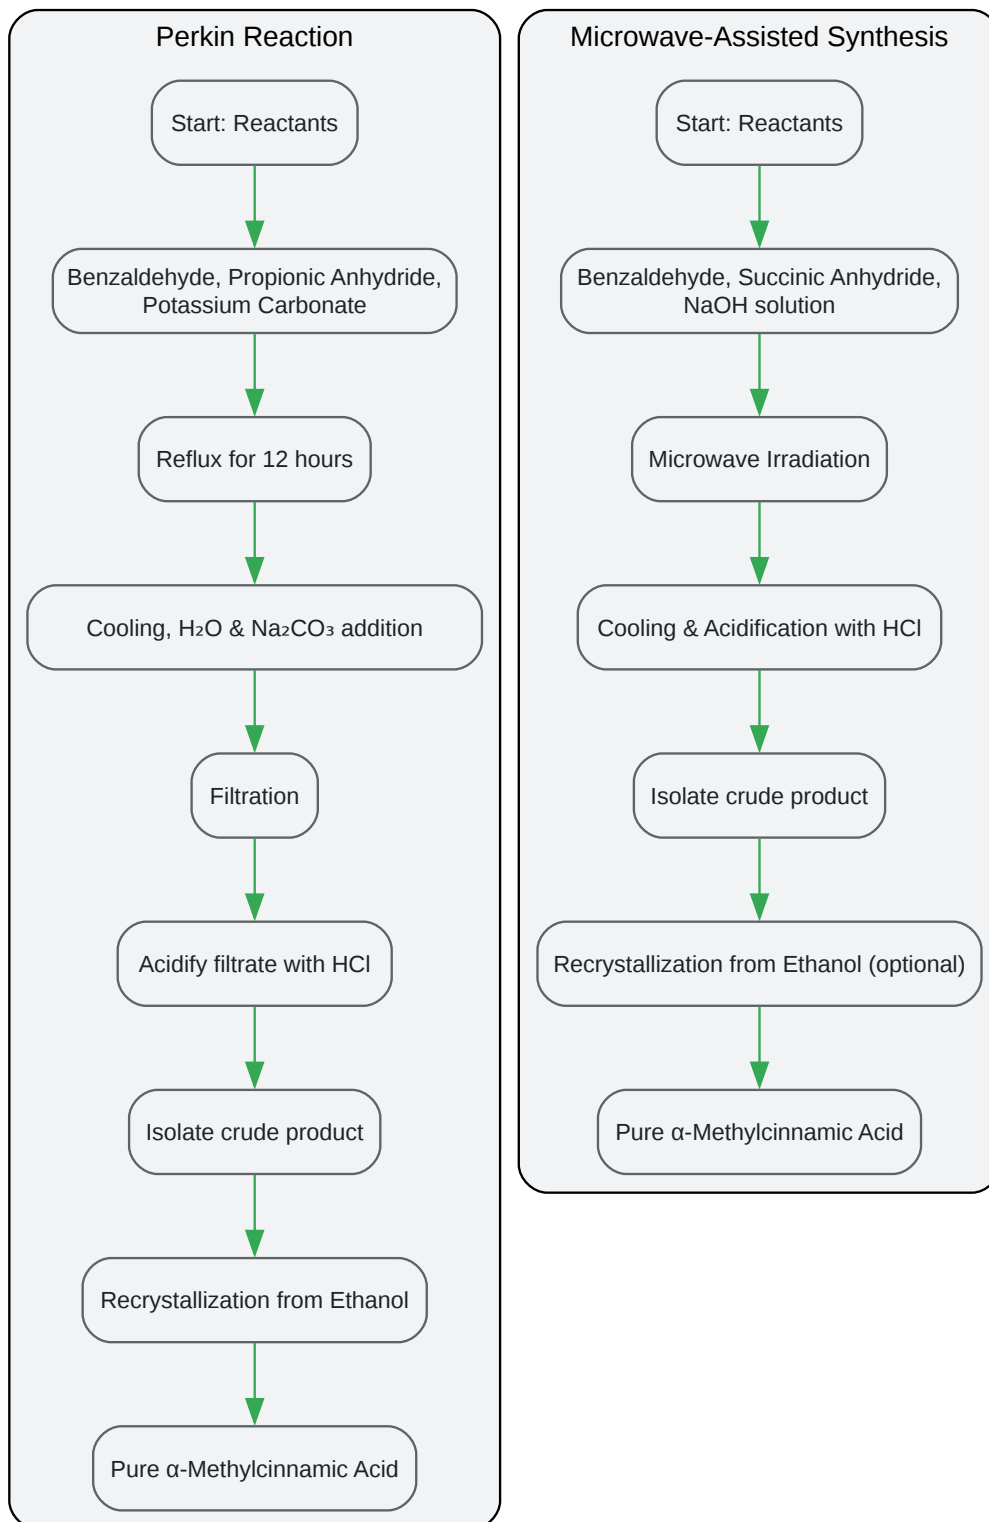 Perkin Reaction
Start: Reactants
Benzaldehyde, Propionic Anhydride,
Potassium Carbonate
Reflux for 12 hours
Cooling, H₂O & Na₂CO₃ addition
Filtration
Acidify filtrate with HCl
Isolate crude product
Recrystallization from Ethanol
Pure α-Methylcinnamic Acid
Microwave-Assisted Synthesis
Start: Reactants
Benzaldehyde, Succinic Anhydride,
NaOH solution
Microwave Irradiation
Cooling & Acidification with HCl
Isolate crude product
Recrystallization from Ethanol (optional)
Pure α-Methylcinnamic Acid